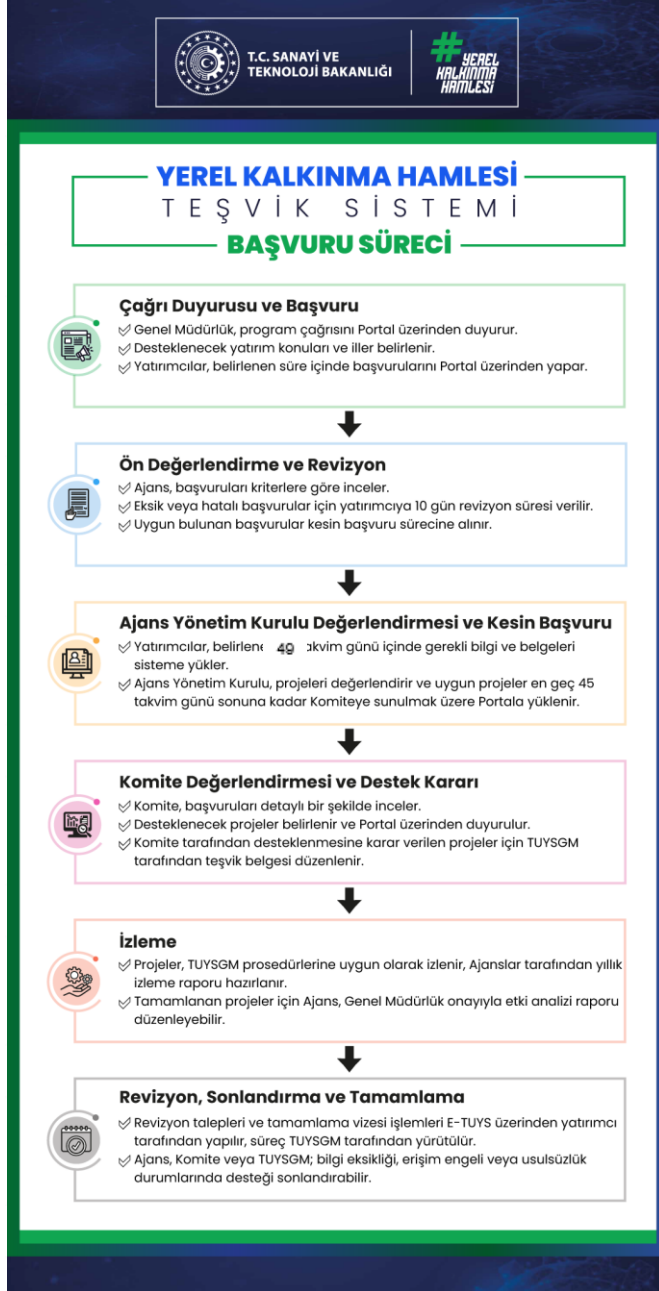 T.C. SANAYİ VE
TEKNOLOJİ BAKANLIĞI
#YEREL
KALKINMA
HAMLESİ
YEREL KALKINMA HAMLESİ
TEŞVİK SİSTEMİ
BAŞVURU SÜRECİ
Çağrı Duyurusu ve Başvuru
Genel Müdürlük, program çağrısını Portal üzerinden duyurur.
Desteklenecek yatırım konuları ve iller belirlenir.
Yatırımcılar, belirlenen süre içinde başvurularını Portal üzerinden yapar.
Ön Değerlendirme ve Revizyon
Ajans, başvuruları kriterlere göre inceler.
Eksik veya hatalı başvurular için yatırımcıya 10 gün revizyon süresi verilir.
Uygun bulunan başvurular kesin başvuru sürecine alınır.
Ajans Yönetim Kurulu Değerlendirmesi ve Kesin Başvuru
Yatırımcılar, 49 günü içinde gerekli bilgi ve belgeleri
sisteme yükler.
Ajans Yönetim Kurulu, projeleri değerlendirir ve uygun projeler en geç 45
takvim günü sonuna kadar Komiteye sunulmak üzere Portala yüklenir.
Komite Değerlendirmesi ve Destek Kararı
Komite, başvuruları detaylı bir şekilde inceler.
Desteklenecek projeler belirlenir ve Portal üzerinden duyurulur.
Komite tarafından desteklenmesine karar verilen projeler için TUYSGM
tarafından teşvik belgesi düzenlenir.
İzleme
Projeler, TUYSGM prosedürlerine uygun olarak izlenir, Ajanslar tarafından yıllık
izleme raporu hazırlanır.
Tamamlanan projeler için Ajans, Genel Müdürlük onayıyla etki analizi raporu
düzenleyebilir.
Revizyon, Sonlandırma ve Tamamlama
Revizyon talepleri ve tamamlama vizesi işlemleri E-TUYS üzerinden yatırımcı
tarafından yapılır, süreç TUYSGM tarafından yürütülür.
Ajans, Komite veya TUYSGM; bilgi eksikliği, erişim engeli veya usulsüzlük
durumlarında desteği sonlandırabilir.